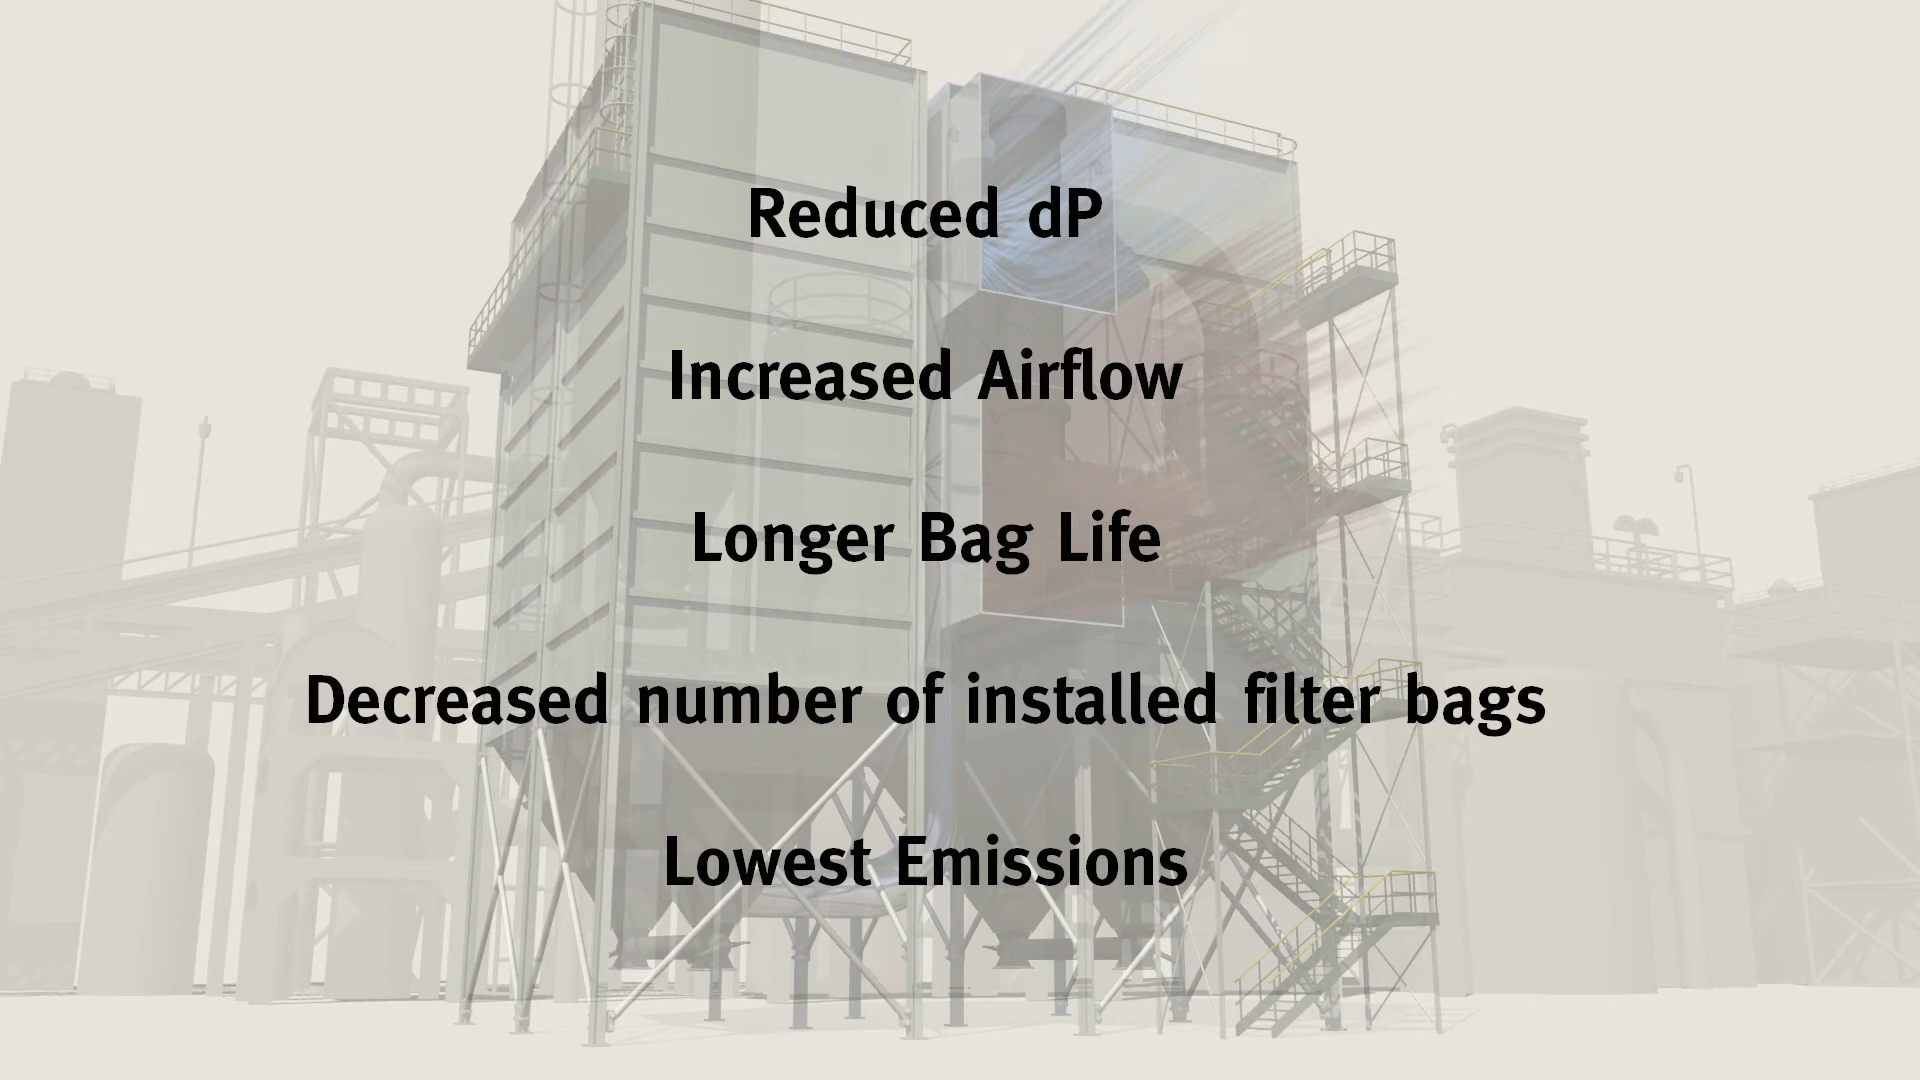 Reduced dP
Increased Airflow
Longer Bag Life
Decreased number of installed filter bags
Lowest Emissions